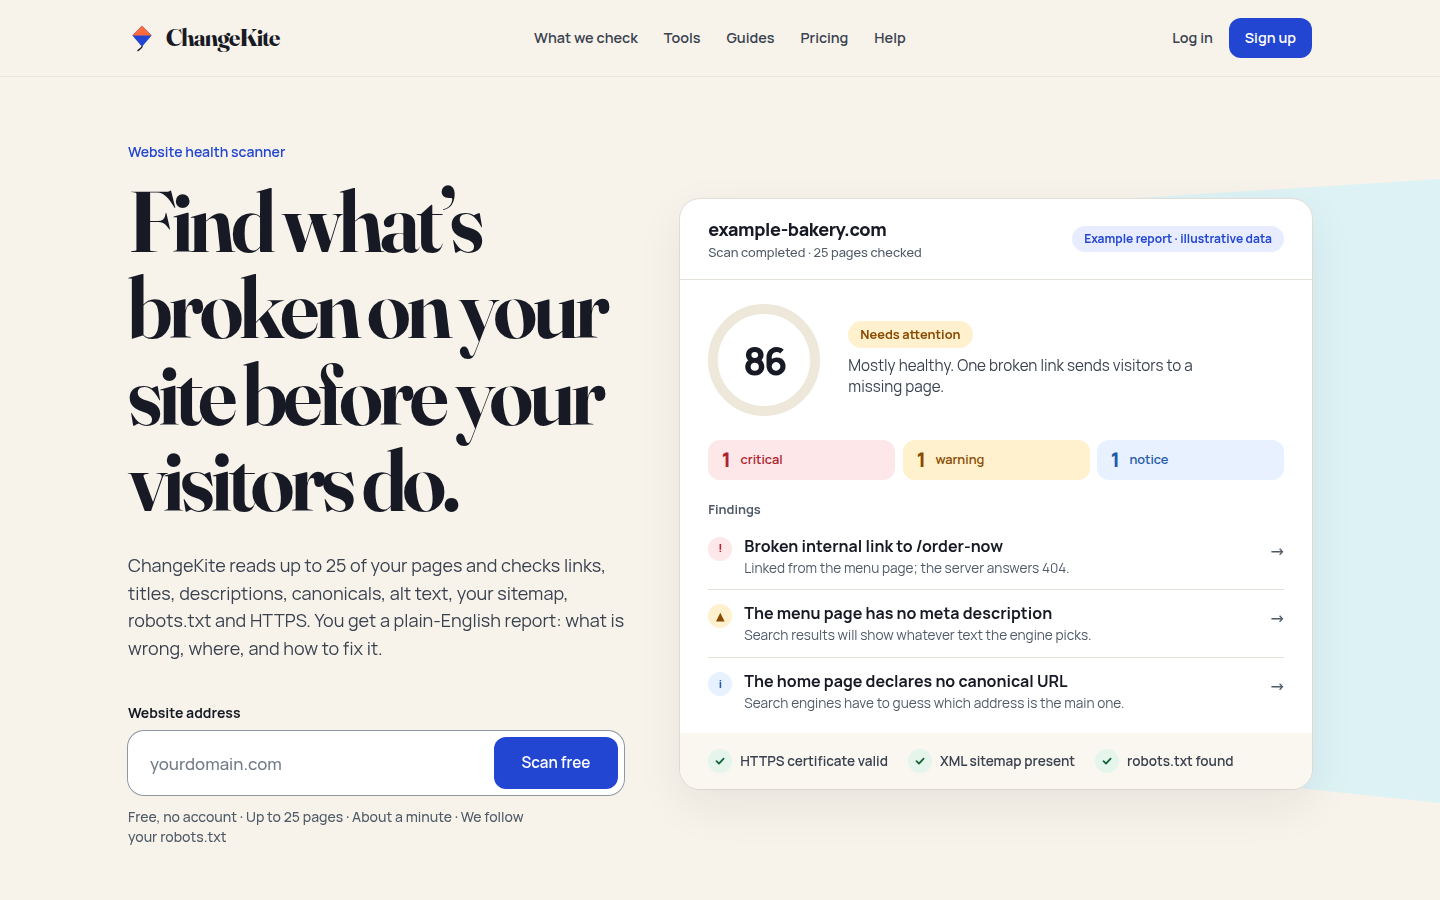 ChangeKite
What we check
Tools
Guides
Pricing
Help
Log in
Sign up
Website health scanner
Find what’s
broken on your
site before your
visitors do.
ChangeKite reads up to 25 of your pages and checks links,
titles, descriptions, canonicals, alt text, your sitemap,
robots.txt and HTTPS. You get a plain-English report: what is
wrong, where, and how to fix it.
Website address
yourdomain.com
Scan free
Free, no account · Up to 25 pages · About a minute · We follow
your robots.txt
example-bakery.com
Scan completed · 25 pages checked
Example report · illustrative data
86
Needs attention
Mostly healthy. One broken link sends visitors to a
missing page.
1 critical
1 warning
1 notice
Findings
! Broken internal link to /order-now →
Linked from the menu page; the server answers 404.
▲ The menu page has no meta description →
Search results will show whatever text the engine picks.
i The home page declares no canonical URL →
Search engines have to guess which address is the main one.
✓ HTTPS certificate valid
✓ XML sitemap present
✓ robots.txt found